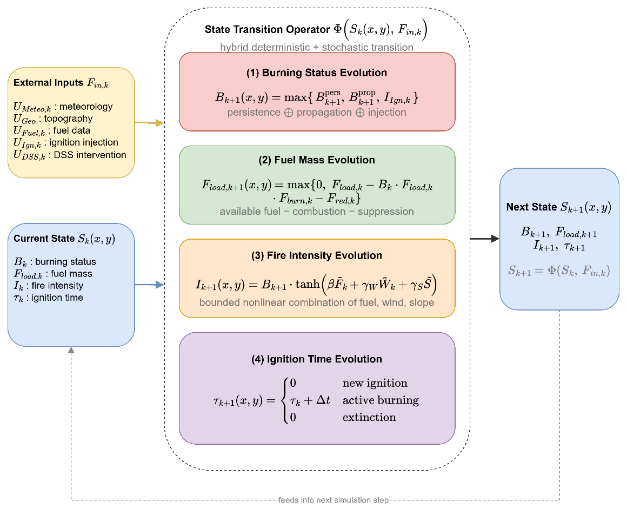 State Transition Operator Φ(S_k(x, y), F_{in,k})
hybrid deterministic + stochastic transition
External Inputs F_{in,k}
U_{Meteo,k} : meteorology
U_{Geo} : topography
U_{Fuel,k} : fuel data
U_{Ign,k} : ignition injection
U_{DSS,k} : DSS intervention
Current State S_k(x, y)
B_k : burning status
F_{load,k} : fuel mass
I_k : fire intensity
τ_k : ignition time
(1) Burning Status Evolution
B_{k+1}(x, y) = max{ B^{pers}_{k+1}, B^{prop}_{k+1}, I_{Ign,k} }
persistence ⊕ propagation ⊕ injection
(2) Fuel Mass Evolution
F_{load,k+1}(x, y) = max{0, F_{load,k} − B_k · F_{load,k}
· F_{burn,k} − F_{red,k}}
available fuel − combustion − suppression
(3) Fire Intensity Evolution
I_{k+1}(x, y) = B_{k+1} · tanh(βF̃_k + γ_W W̃_k + γ_S S̃)
bounded nonlinear combination of fuel, wind, slope
(4) Ignition Time Evolution
τ_{k+1}(x, y) = { 0 new ignition
τ_k + Δt active burning
0 extinction
Next State S_{k+1}(x, y)
B_{k+1}, F_{load,k+1}
I_{k+1}, τ_{k+1}
S_{k+1} = Φ(S_k, F_{in,k})
feeds into next simulation step